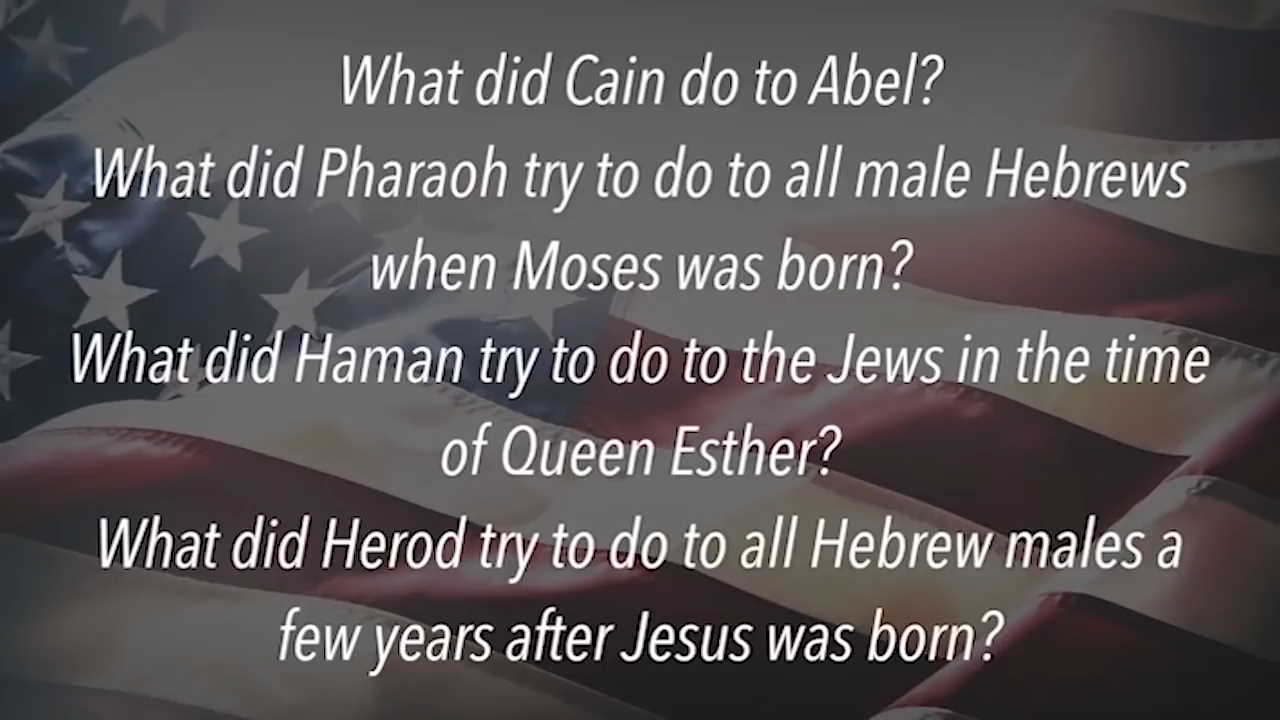 What did Cain do to Abel?
What did Pharaoh try to do to all male Hebrews
when Moses was born?
What did Haman try to do to the Jews in the time
of Queen Esther?
What did Herod try to do to all Hebrew males a
few years after Jesus was born?